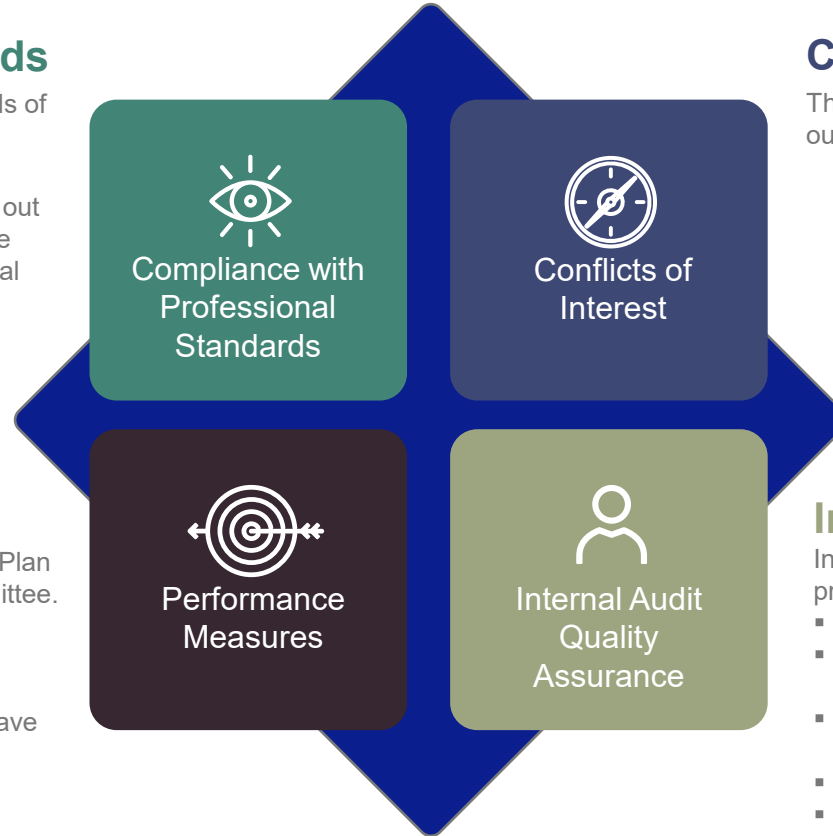 ds
ls of
out
e
al
Compliance with
Professional
Standards
C
Th
ou
Conflicts of
Interest
Plan
ittee.
ave
Performance
Measures
Internal Audit
Quality
Assurance
In
In
pr